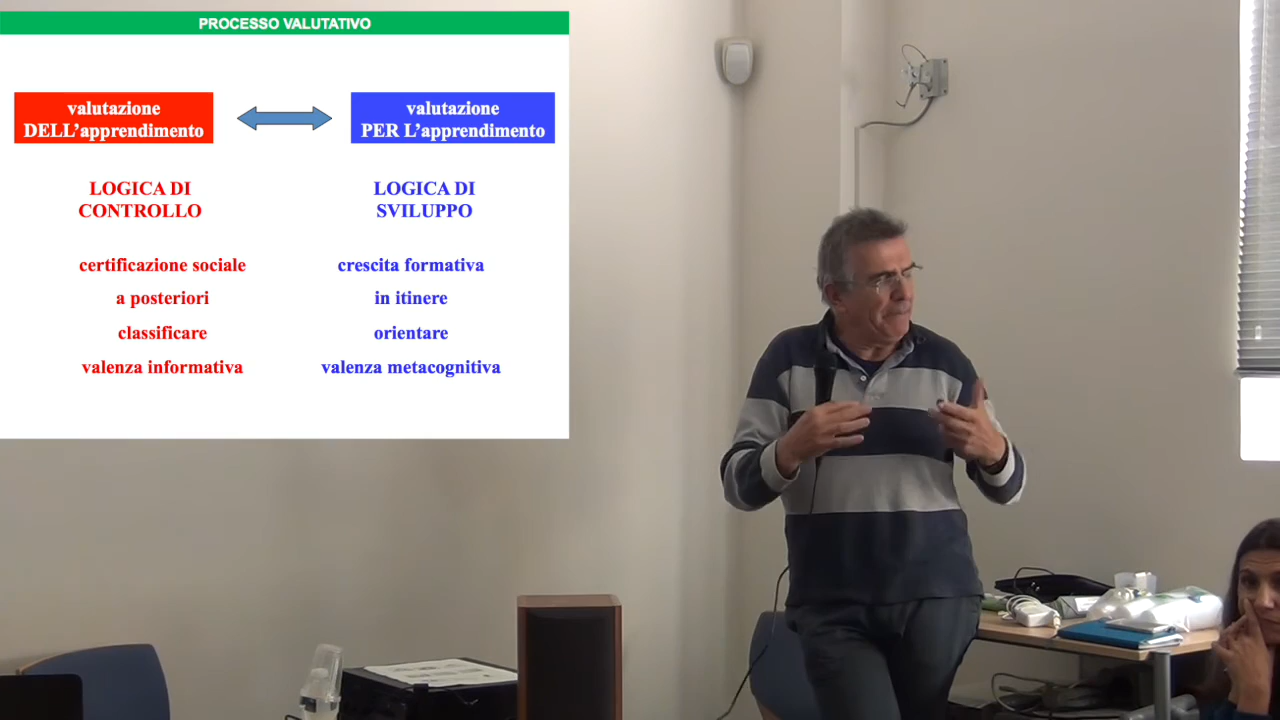 PROCESSO VALUTATIVO
valutazione
DELL'apprendimento
valutazione
PER L'apprendimento
LOGICA DI
CONTROLLO
LOGICA DI
SVILUPPO
certificazione sociale
crescita formativa
a posteriori
in itinere
classificare
orientare
valenza informativa
valenza metacognitiva